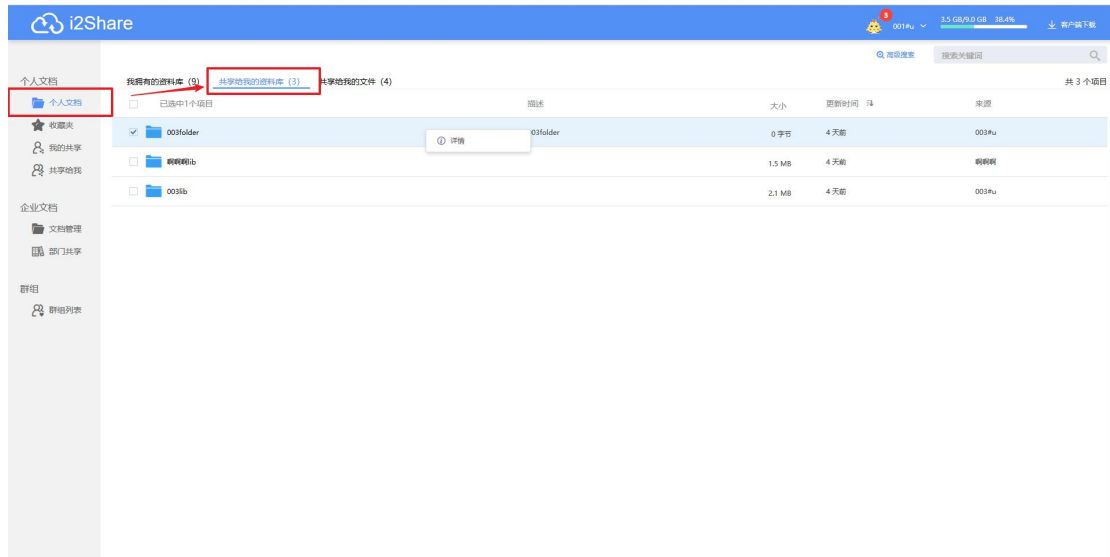 i2Share
3
001#u
3.5 GB/9.0 GB 38.4%
客户端下载
高级搜索
搜索关键词
个人文档
个人文档
收藏夹
我的共享
共享给我
企业文档
文档管理
部门共享
群组
群组列表
我拥有的资料库 (9) 共享给我的资料库 (3) 共享给我的文件 (4)
共 3 个项目
已选中1个项目 描述 大小 更新时间 来源
003folder 03folder 0 字节 4 天前 003#u
详情
啊啊啊lib 1.5 MB 4 天前 啊啊啊
003lib 2.1 MB 4 天前 003#u